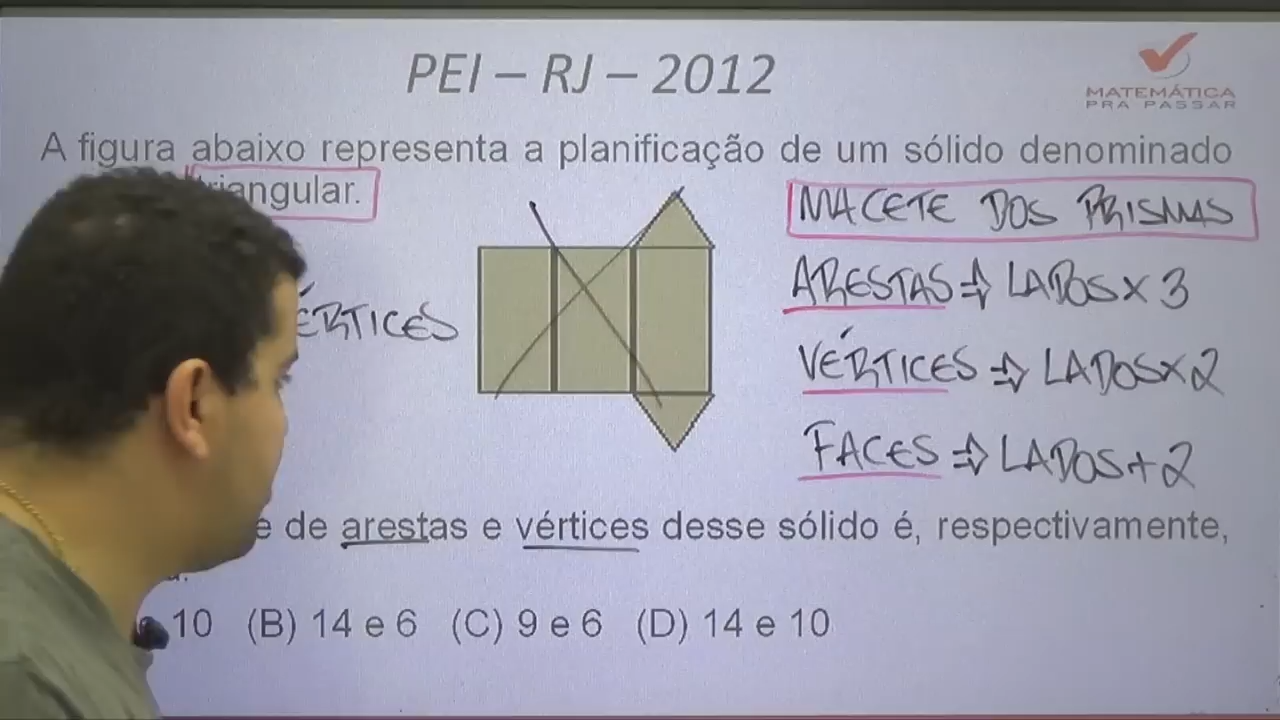 PEI – RJ – 2012
MATEMÁTICA
PRA PASSAR
A figura abaixo representa a planificação de um sólido denominado
triangular.
MACETE DOS PRISMAS
ARESTAS ⇒ LADOS x 3
ÉRTICES
VÉRTICES ⇒ LADOS x 2
FACES ⇒ LADOS + 2
e de arestas e vértices desse sólido é, respectivamente,
10 (B) 14 e 6 (C) 9 e 6 (D) 14 e 10